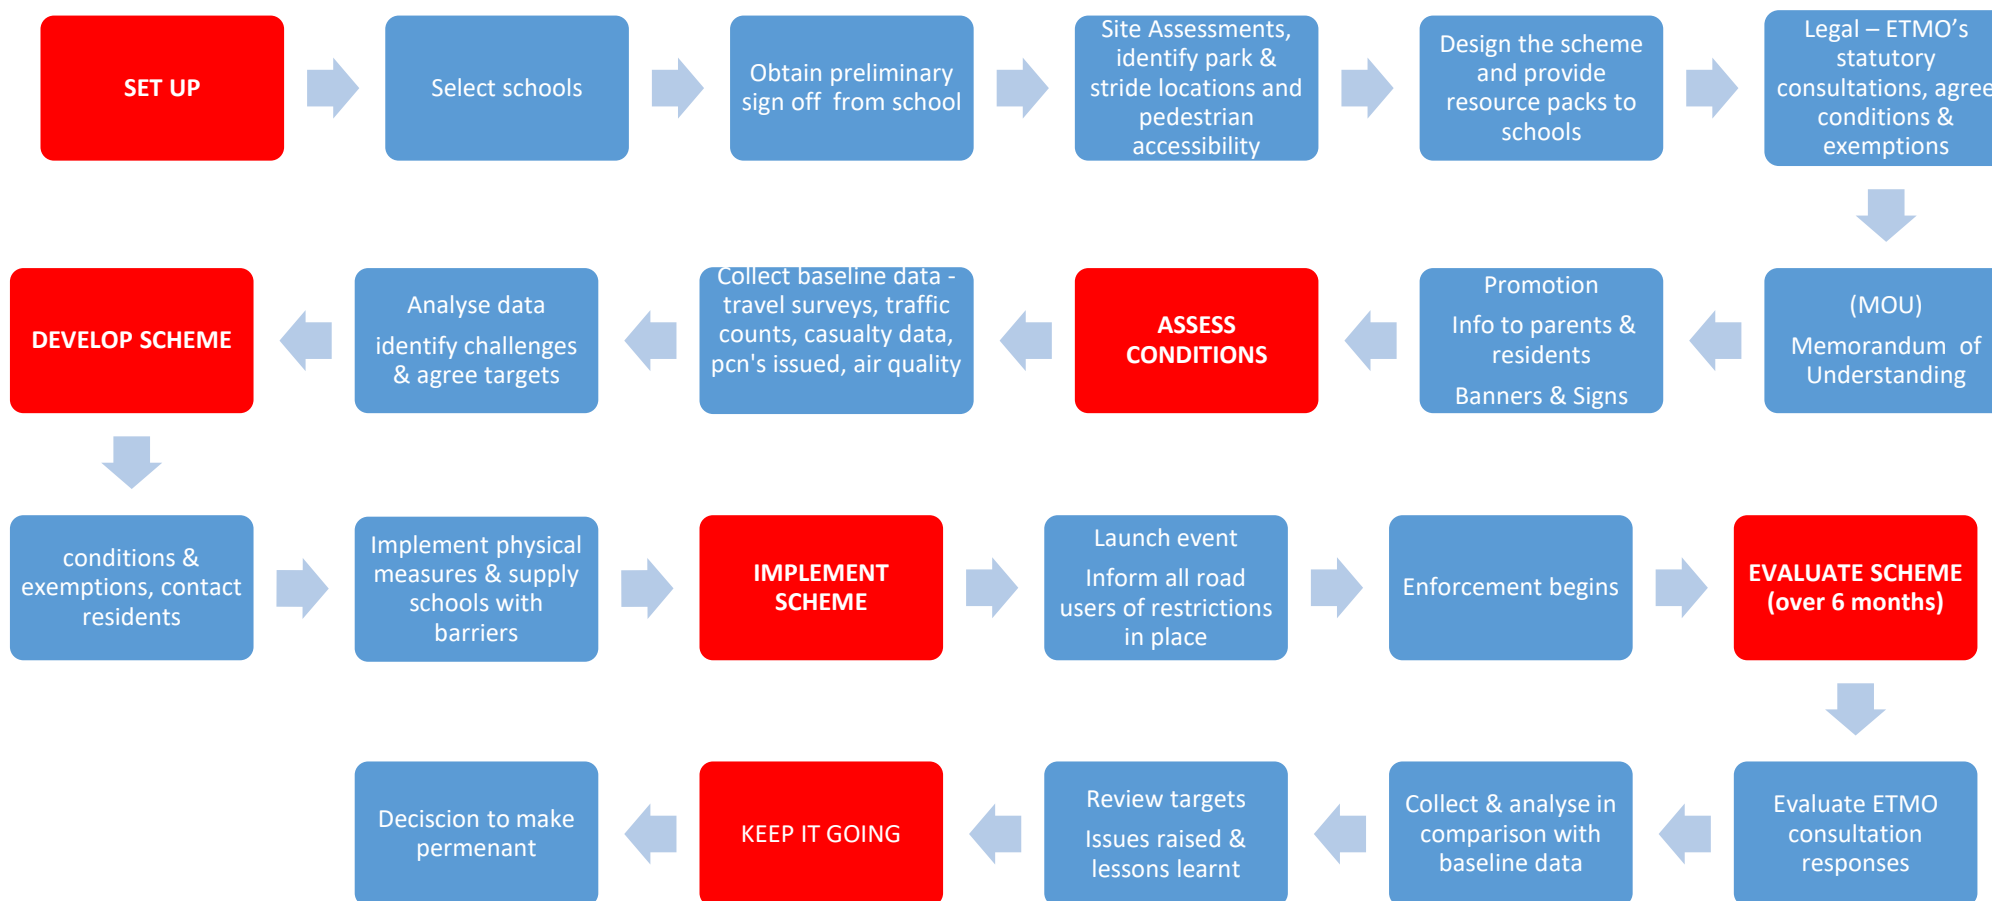 SET UP
Select schools
Obtain preliminary
sign off from school
Site Assessments,
identify park &
stride locations and
pedestrian
accessibility
Design the scheme
and provide
resource packs to
schools
Legal – ETMO’s
statutory
consultations, agree
conditions &
exemptions
(MOU)
Memorandum of
Understanding
Promotion
Info to parents &
residents
Banners & Signs
ASSESS
CONDITIONS
Collect baseline data -
travel surveys, traffic
counts, casualty data,
pcn's issued, air quality
Analyse data
identify challenges
& agree targets
DEVELOP SCHEME
conditions &
exemptions, contact
residents
Implement physical
measures & supply
schools with
barriers
IMPLEMENT
SCHEME
Launch event
Inform all road
users of restrictions
in place
Enforcement begins
EVALUATE SCHEME
(over 6 months)
Evaluate ETMO
consultation
responses
Collect & analyse in
comparison with
baseline data
Review targets
Issues raised &
lessons learnt
KEEP IT GOING
Deciscion to make
permenant